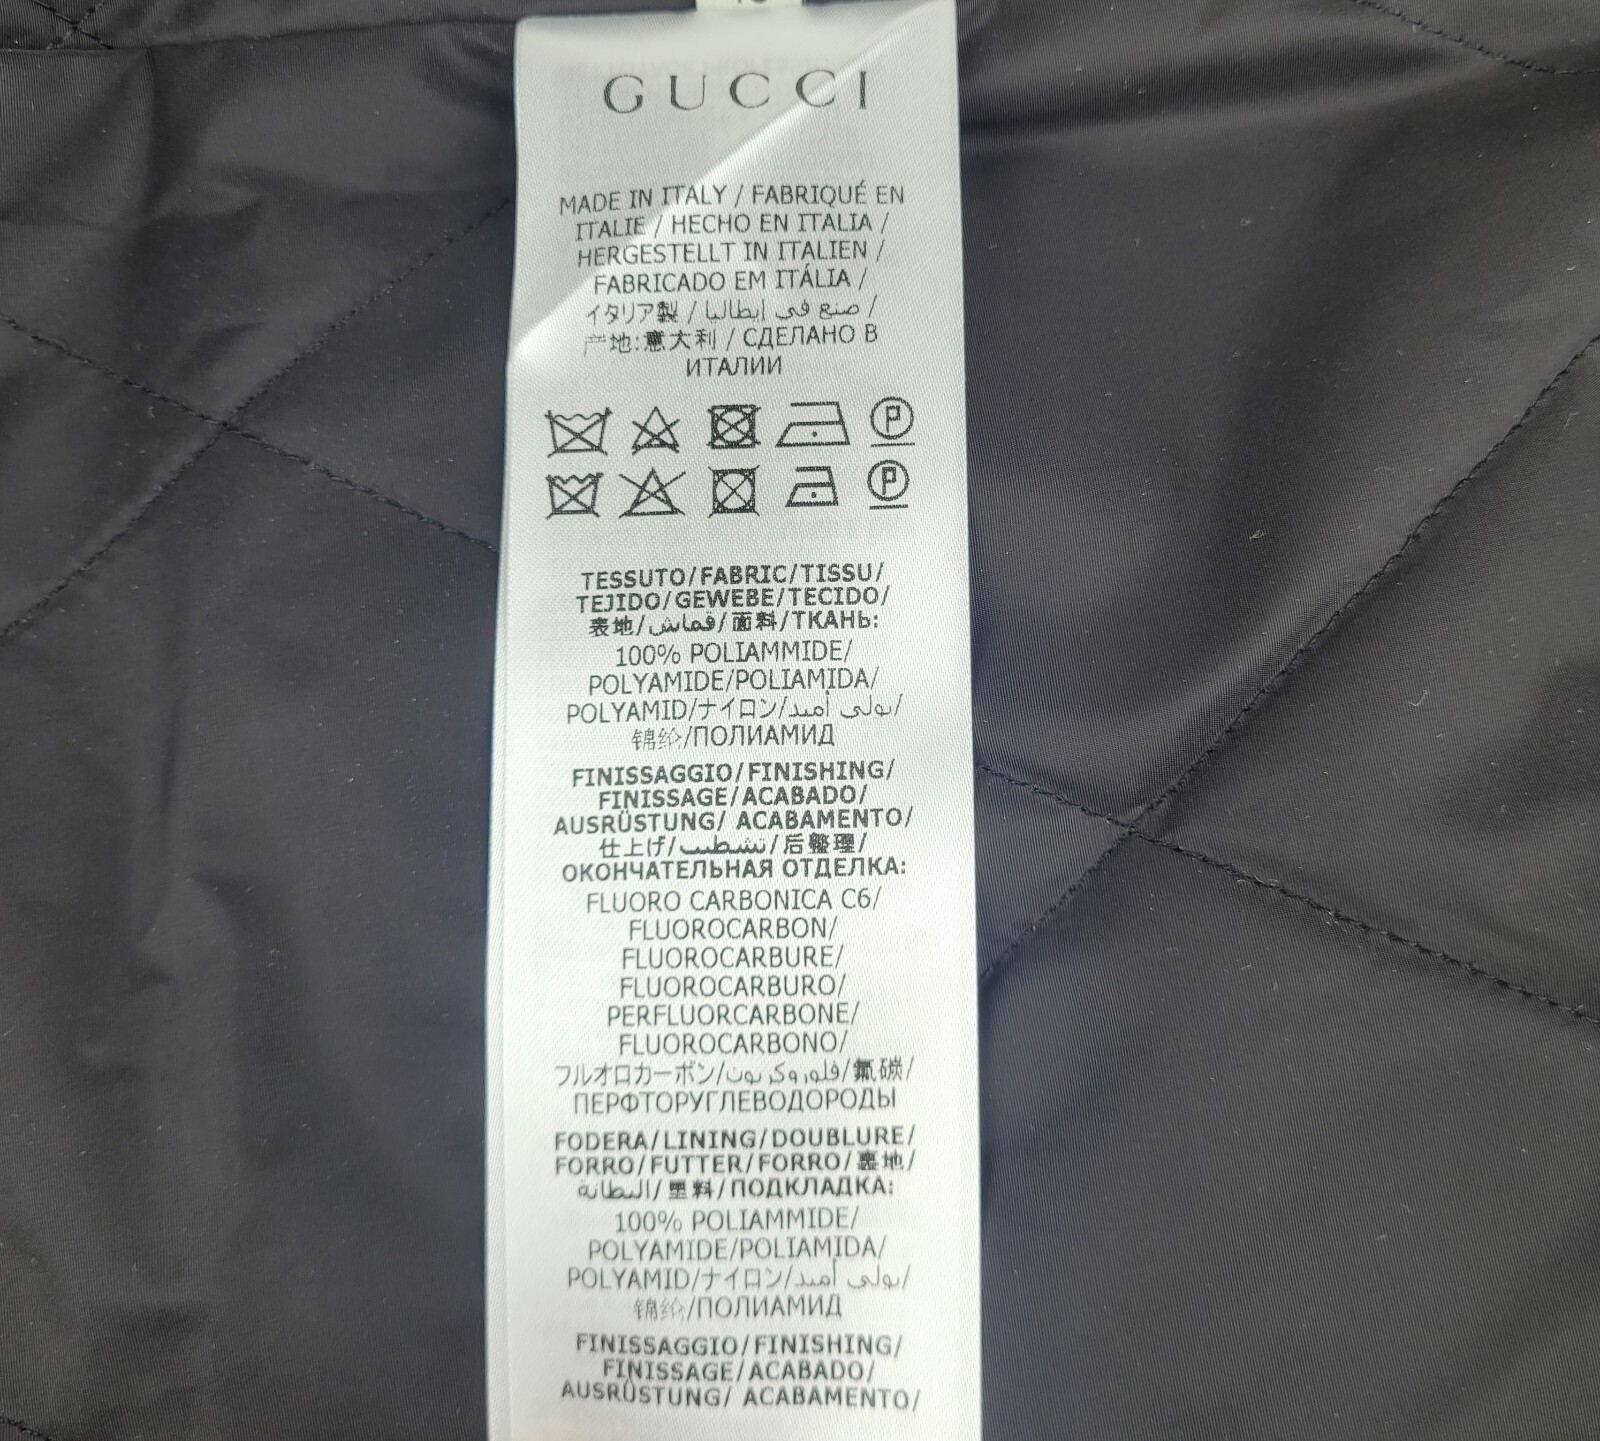 GUCCI
MADE IN ITALY / FABRIQUÉ EN
ITALIE / HECHO EN ITALIA /
HERGESTELLT IN ITALIEN /
FABRICADO EM ITÁLIA /
イタリア製 / صنع في إيطاليا /
产地:意大利 / СДЕЛАНО В
ИТАЛИИ
P
P
TESSUTO/FABRIC/TISSU/
TEJIDO/GEWEBE/TECIDO/
表地/قماش/面料/ТКАНЬ:
100% POLIAMMIDE/
POLYAMIDE/POLIAMIDA/
POLYAMID/ナイロン/بولي أميد/
锦纶/ПОЛИАМИД
FINISSAGGIO/FINISHING/
FINISSAGE/ACABADO/
AUSRÜSTUNG/ ACABAMENTO/
仕上げ/تشطيب/后整理/
ОКОНЧАТЕЛЬНАЯ ОТДЕЛКА:
FLUORO CARBONICA C6/
FLUOROCARBON/
FLUOROCARBURE/
FLUOROCARBURO/
PERFLUORCARBONE/
FLUOROCARBONO/
フルオロカーボン/فلوروكربون/氟碳/
ПЕРФТОРУГЛЕВОДОРОДЫ
FODERA/LINING/DOUBLURE/
FORRO/FUTTER/FORRO/裏地/
البطانة/里料/ПОДКЛАДКА:
100% POLIAMMIDE/
POLYAMIDE/POLIAMIDA/
POLYAMID/ナイロン/بولي أميد/
锦纶/ПОЛИАМИД
FINISSAGGIO/FINISHING/
FINISSAGE/ACABADO/
AUSRÜSTUNG/ ACABAMENTO/